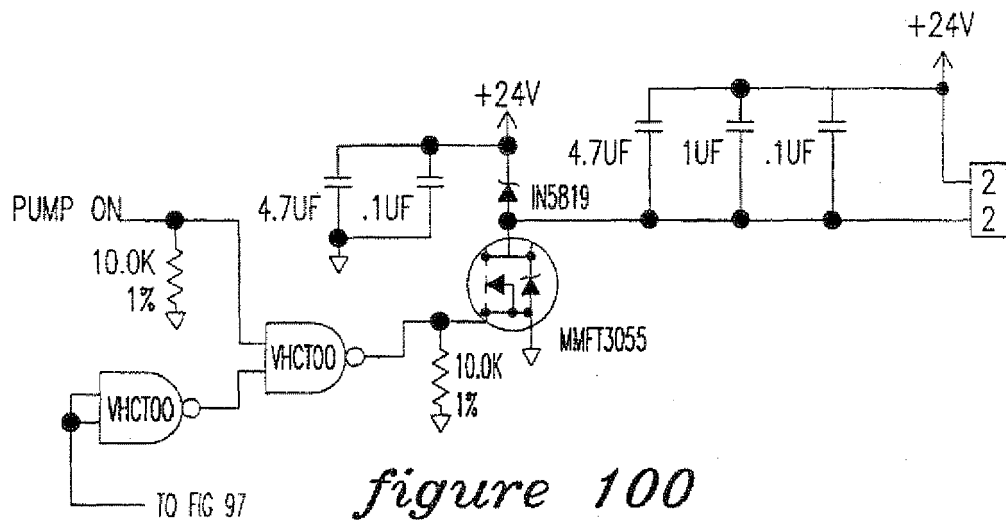 +24V
+24V
4.7UF
1UF
.1UF
4.7UF
.1UF
IN5819
2
2
PUMP ON
10.0K
1%
VHCT00
MMFT3055
10.0K
1%
VHCT00
TO FIG 97
figure 100